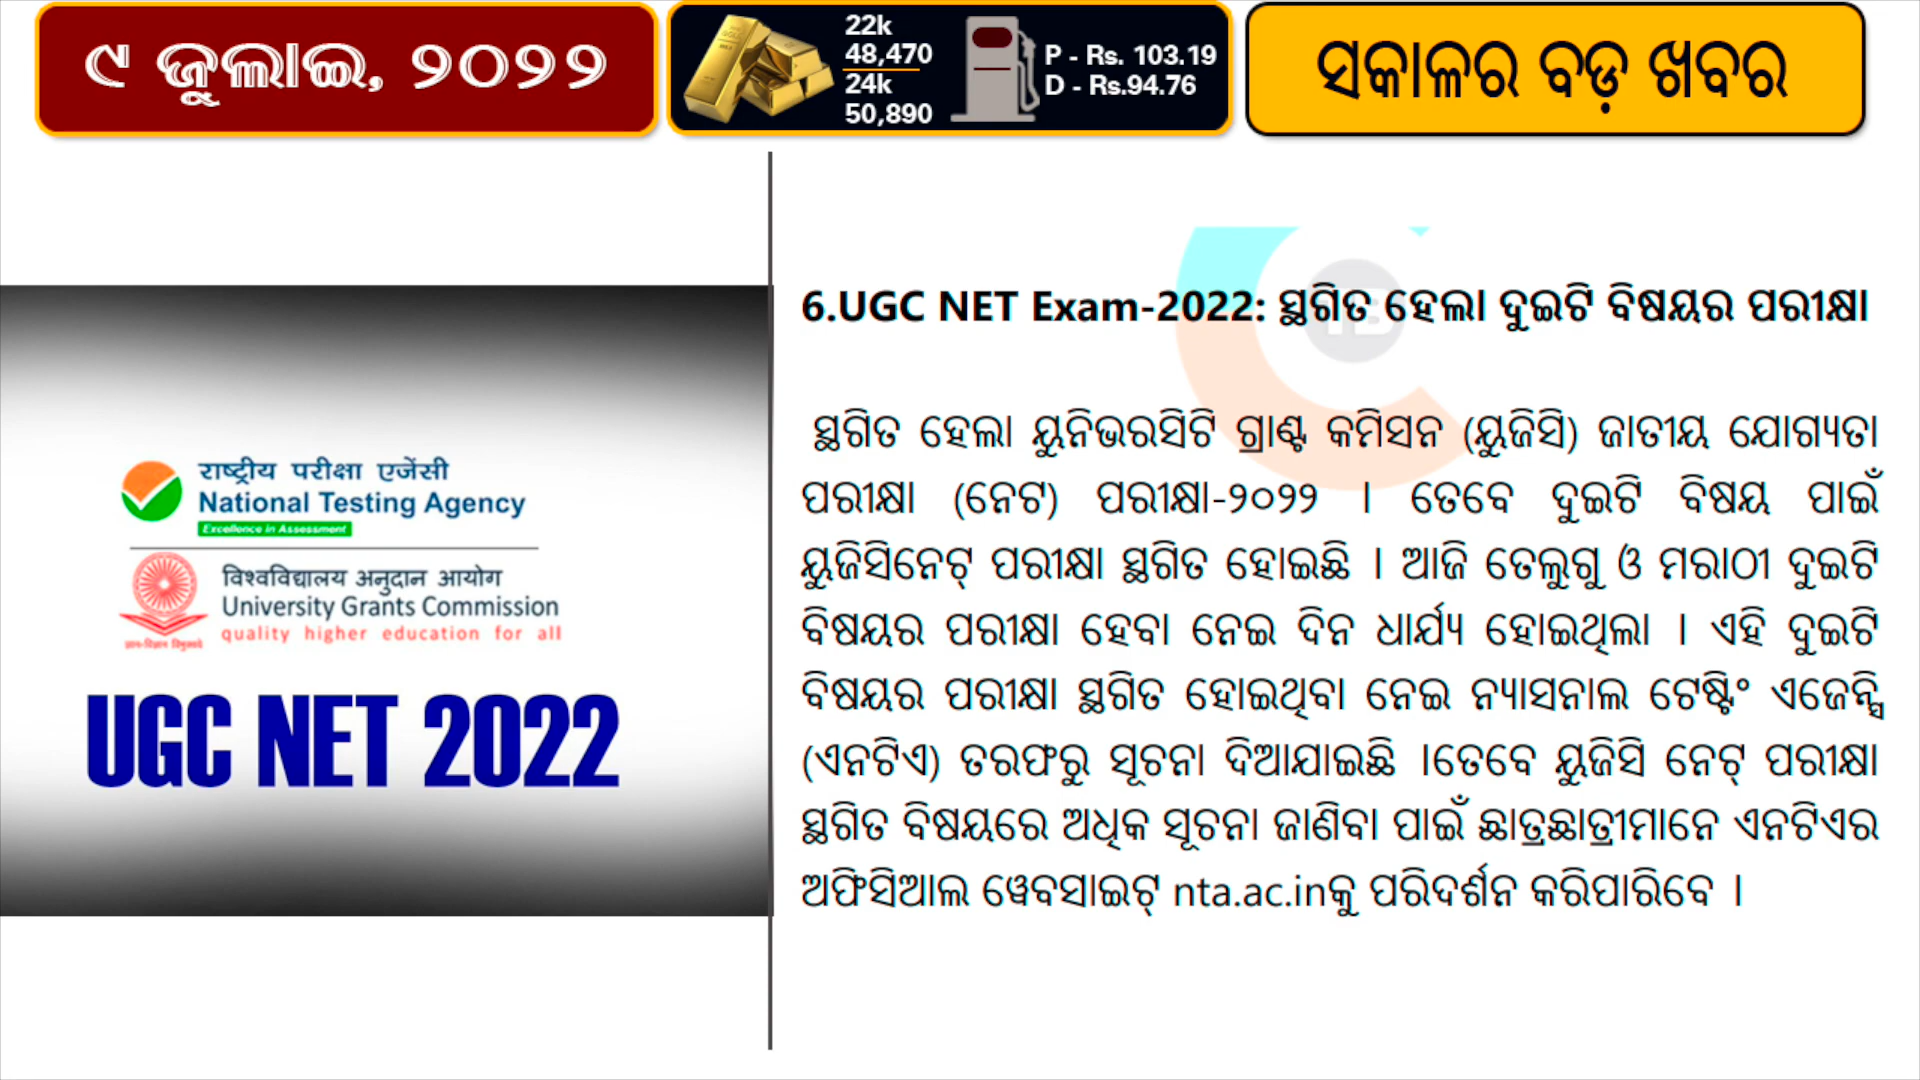 ୯ ଜୁଲାଇ, ୨୦୨୨
22k
48,470
24k
50,890
P - Rs. 103.19
D - Rs.94.76
ସକାଳର ବଡ଼ ଖବର
6.UGC NET Exam-2022: ସ୍ଥଗିତ ହେଲା ଦୁଇଟି ବିଷୟର ପରୀକ୍ଷା
ସ୍ଥଗିତ ହେଲା ୟୁନିଭରସିଟି ଗ୍ରାଣ୍ଟ କମିସନ (ୟୁଜିସି) ଜାତୀୟ ଯୋଗ୍ୟତା
ପରୀକ୍ଷା (ନେଟ) ପରୀକ୍ଷା-୨୦୨୨ । ତେବେ ଦୁଇଟି ବିଷୟ ପାଇଁ
ୟୁଜିସିନେଟ୍ ପରୀକ୍ଷା ସ୍ଥଗିତ ହୋଇଛି । ଆଜି ତେଲୁଗୁ ଓ ମରାଠୀ ଦୁଇଟି
ବିଷୟର ପରୀକ୍ଷା ହେବା ନେଇ ଦିନ ଧାର୍ଯ୍ୟ ହୋଇଥିଲା । ଏହି ଦୁଇଟି
ବିଷୟର ପରୀକ୍ଷା ସ୍ଥଗିତ ହୋଇଥିବା ନେଇ ନ୍ୟାସନାଲ ଟେଷ୍ଟିଂ ଏଜେନ୍ସି
(ଏନଟିଏ) ତରଫରୁ ସୂଚନା ଦିଆଯାଇଛି ।ତେବେ ୟୁଜିସି ନେଟ୍ ପରୀକ୍ଷା
ସ୍ଥଗିତ ବିଷୟରେ ଅଧିକ ସୂଚନା ଜାଣିବା ପାଇଁ ଛାତ୍ରଛାତ୍ରୀମାନେ ଏନଟିଏର
ଅଫିସିଆଲ ୱେବସାଇଟ୍ nta.ac.inକୁ ପରିଦର୍ଶନ କରିପାରିବେ ।
राष्ट्रीय परीक्षा एजेंसी
National Testing Agency
Excellence in Assessment
विश्वविद्यालय अनुदान आयोग
University Grants Commission
quality higher education for all
UGC NET 2022